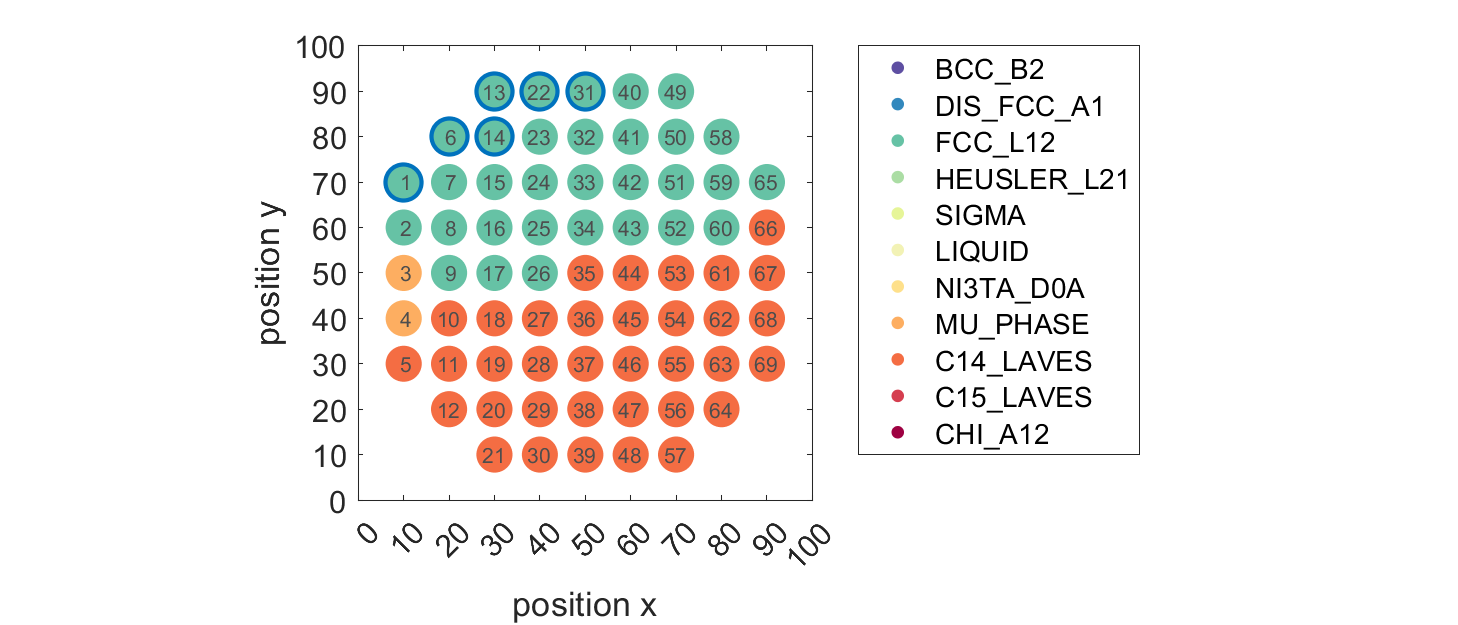 100
90 13 22 31 40 49
80 6 14 23 32 41 50 58
70 1 7 15 24 33 42 51 59 65
60 2 8 16 25 34 43 52 60 66
50 3 9 17 26 35 44 53 61 67
40 4 10 18 27 36 45 54 62 68
30 5 11 19 28 37 46 55 63 69
20 12 20 29 38 47 56 64
10 21 30 39 48 57
0
position y
0 10 20 30 40 50 60 70 80 90 100
position x
BCC_B2
DIS_FCC_A1
FCC_L12
HEUSLER_L21
SIGMA
LIQUID
NI3TA_D0A
MU_PHASE
C14_LAVES
C15_LAVES
CHI_A12